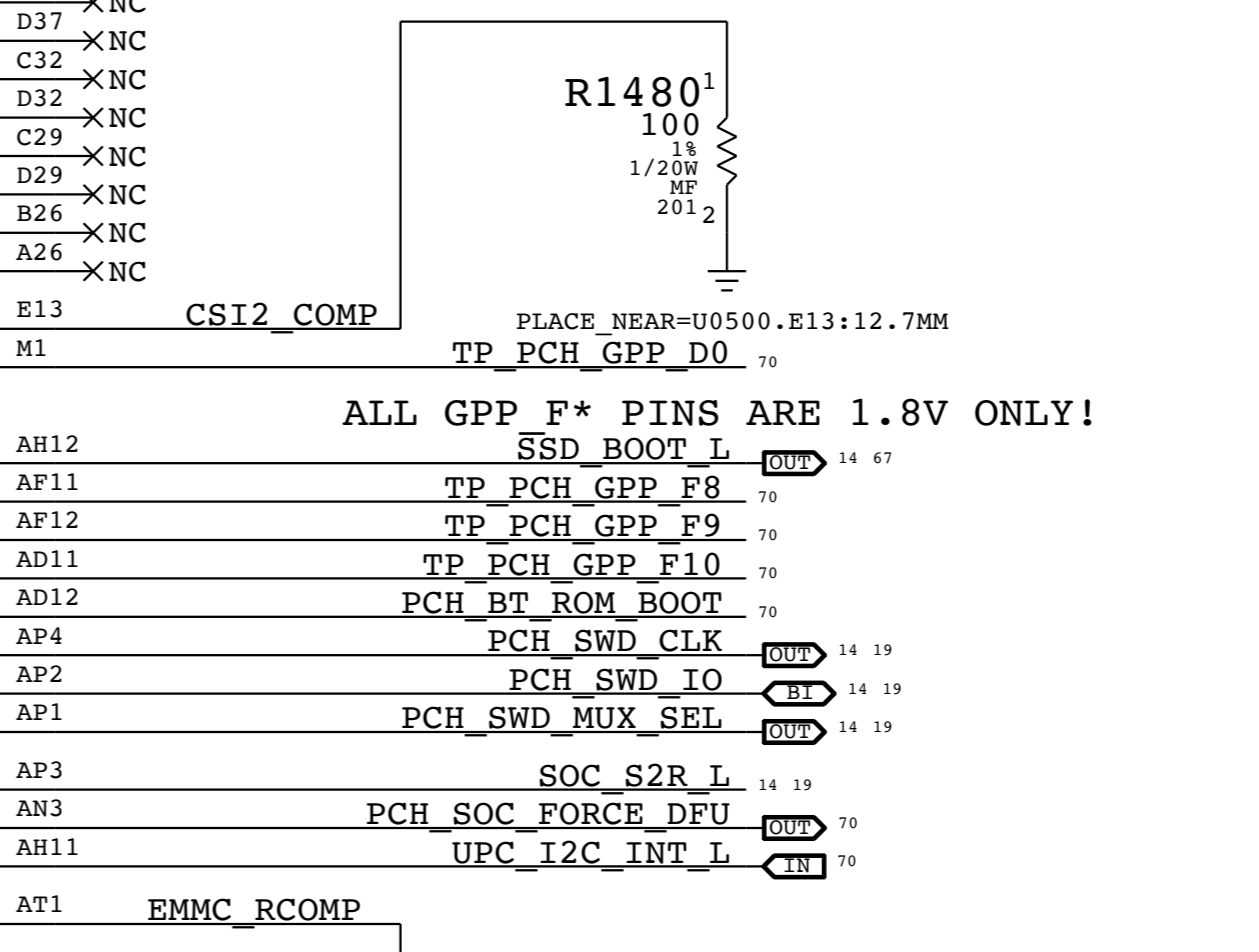 NC
D37
NC
C32
NC
D32
NC
C29
NC
D29
NC
B26
NC
A26
NC
R1480 1
100
1%
1/20W
MF
201 2
E13 CSI2_COMP
PLACE_NEAR=U0500.E13:12.7MM
M1 TP_PCH_GPP_D0 70
ALL GPP_F* PINS ARE 1.8V ONLY!
AH12 SSD_BOOT_L OUT 14 67
AF11 TP_PCH_GPP_F8 70
AF12 TP_PCH_GPP_F9 70
AD11 TP_PCH_GPP_F10 70
AD12 PCH_BT_ROM_BOOT 70
AP4 PCH_SWD_CLK OUT 14 19
AP2 PCH_SWD_IO BI 14 19
AP1 PCH_SWD_MUX_SEL OUT 14 19
AP3 SOC_S2R_L 14 19
AN3 PCH_SOC_FORCE_DFU OUT 70
AH11 UPC_I2C_INT_L IN 70
AT1 EMMC_RCOMP